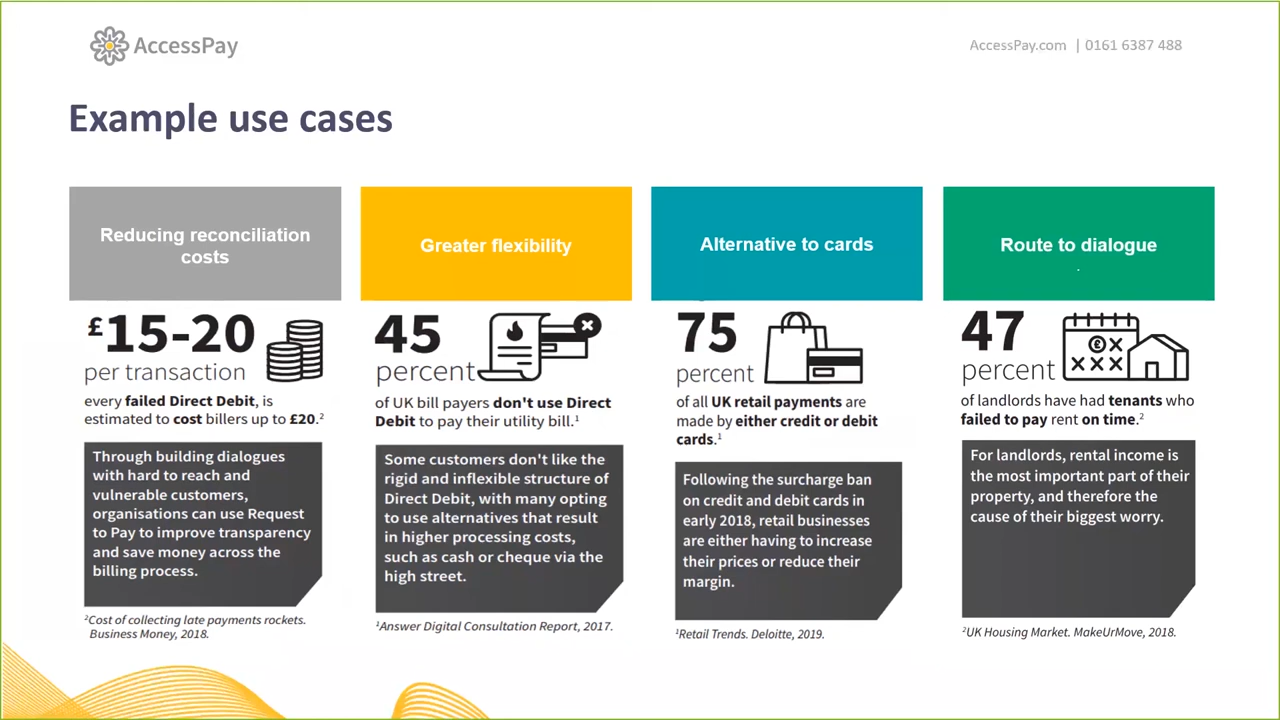 AccessPay
AccessPay.com | 0161 6387 488
Example use cases
Reducing reconciliation
costs
£15-20
per transaction
every failed Direct Debit, is
estimated to cost billers up to £20.²
Through building dialogues
with hard to reach and
vulnerable customers,
organisations can use Request
to Pay to improve transparency
and save money across the
billing process.
²Cost of collecting late payments rockets.
Business Money, 2018.
Greater flexibility
45
percent
of UK bill payers don't use Direct
Debit to pay their utility bill.¹
Some customers don't like the
rigid and inflexible structure of
Direct Debit, with many opting
to use alternatives that result
in higher processing costs,
such as cash or cheque via the
high street.
¹Answer Digital Consultation Report, 2017.
Alternative to cards
75
percent
of all UK retail payments are
made by either credit or debit
cards.¹
Following the surcharge ban
on credit and debit cards in
early 2018, retail businesses
are either having to increase
their prices or reduce their
margin.
¹Retail Trends. Deloitte, 2019.
Route to dialogue
.
47
percent
£
of landlords have had tenants who
failed to pay rent on time.²
For landlords, rental income is
the most important part of their
property, and therefore the
cause of their biggest worry.
²UK Housing Market. MakeUrMove, 2018.